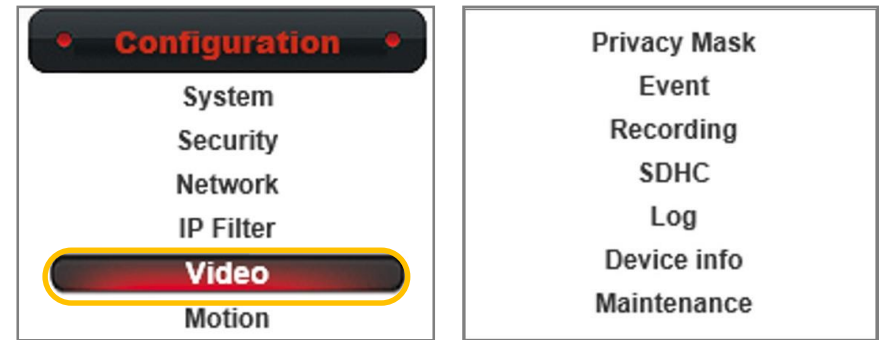 Configuration
System
Security
Network
IP Filter
Video
Motion
Privacy Mask
Event
Recording
SDHC
Log
Device info
Maintenance